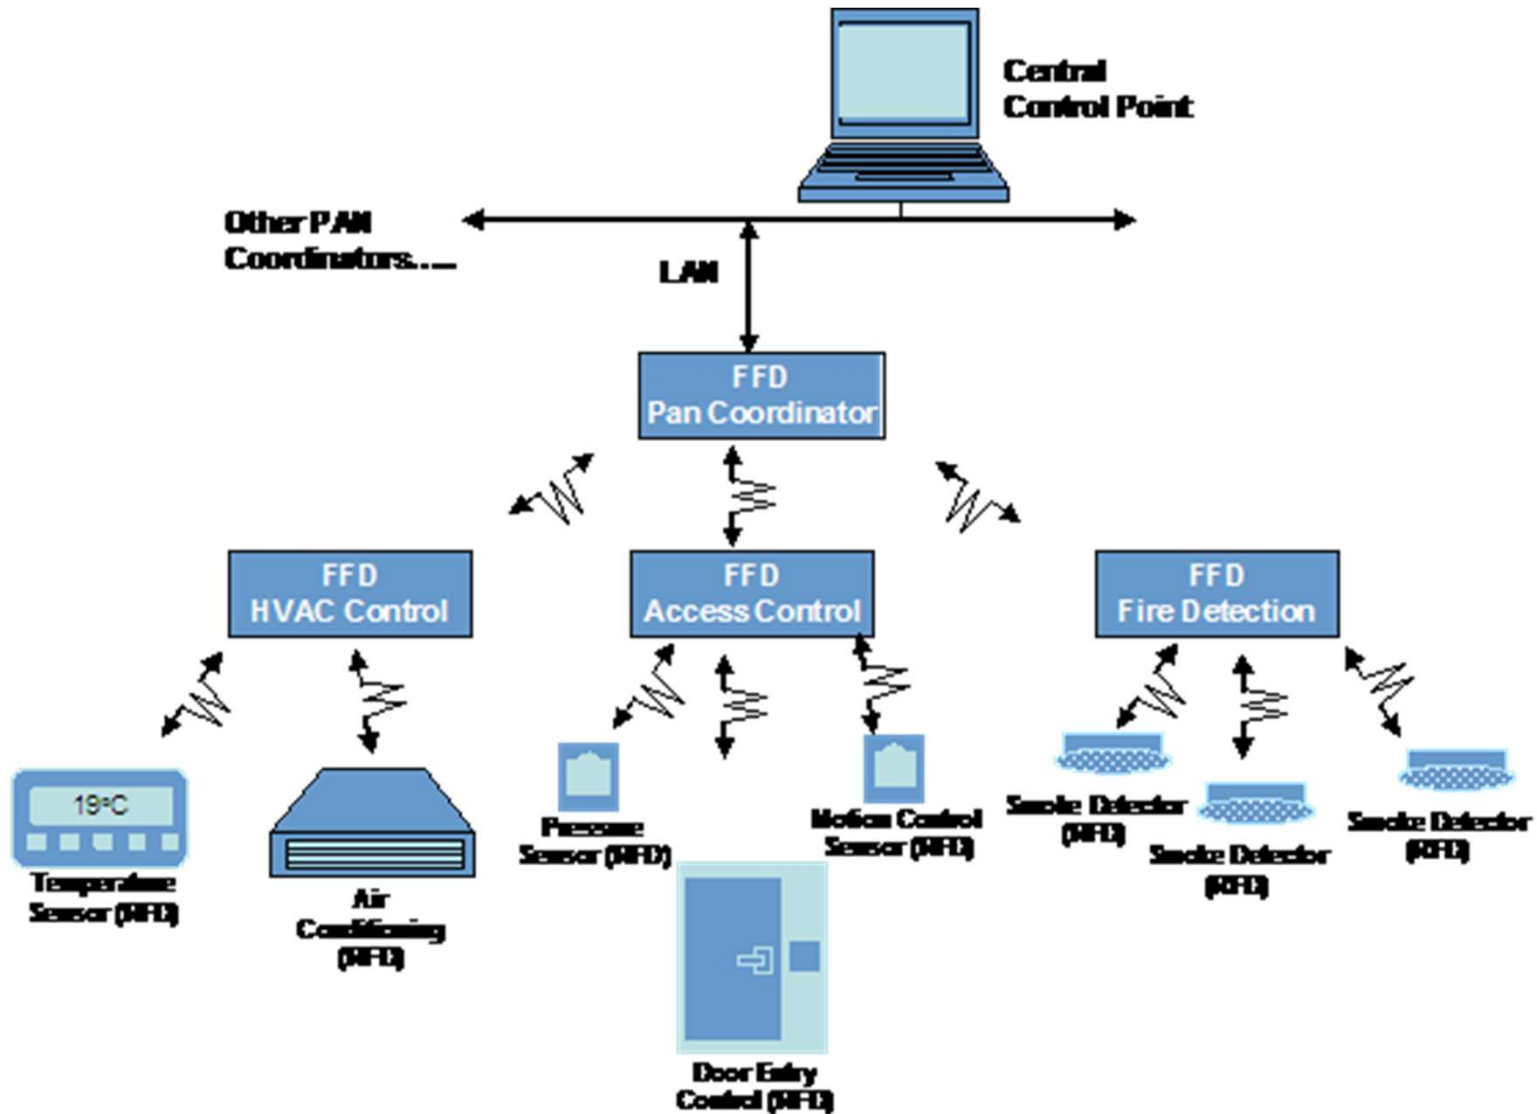 Central
Control Point
Other PAN
Coordinators.....
LAN
FFD
Pan Coordinator
FFD
HVAC Control
FFD
Access Control
FFD
Fire Detection
19°C
Temperature
Sensor (RFD)
Air
Conditioning
(RFD)
Pressure
Sensor (RFD)
Door Entry
Control (RFD)
Motion Control
Sensor (RFD)
Smoke Detector
(RFD)
Smoke Detector
(RFD)
Smoke Detector
(RFD)